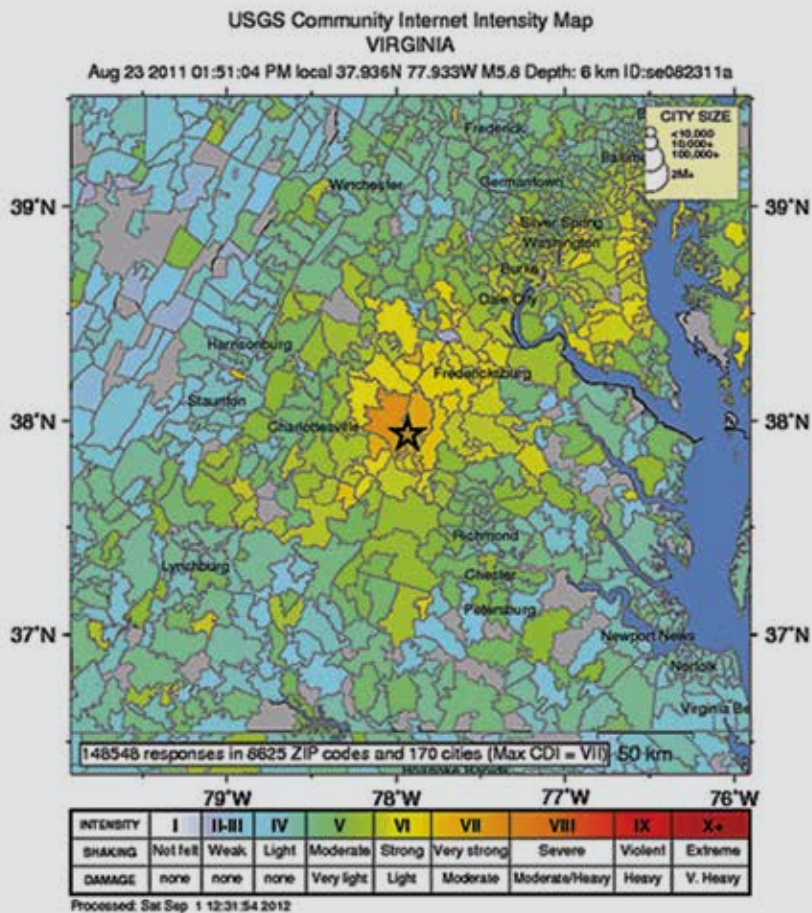 USGS Community Internet Intensity Map
VIRGINIA
Aug 23 2011 01:51:04 PM local 37.936N 77.933W M5.8 Depth: 6 km ID:se082311a
CITY SIZE
<10,000
10,000+
100,000+
2M+
Frederick
Winchester
Germantown
39°N
39°N
Silver Spring
Washington
Burke
Dale City
Harrisonburg
Fredericksburg
Staunton
38°N
38°N
Charlottesville
Richmond
Lynchburg
Chester
Petersburg
37°N
37°N
Newport News
Norfolk
Virginia Be
148548 responses in 8625 ZIP codes and 170 cities (Max CDI = VII) 50 km
79°W 78°W 77°W 76°W
INTENSITY I II-III IV V VI VII VIII IX X+
SHAKING Not felt Weak Light Moderate Strong Very strong Severe Violent Extreme
DAMAGE none none none Very light Light Moderate Moderate/Heavy Heavy V. Heavy
Processed: Sat Sep 1 12:31:54 2012